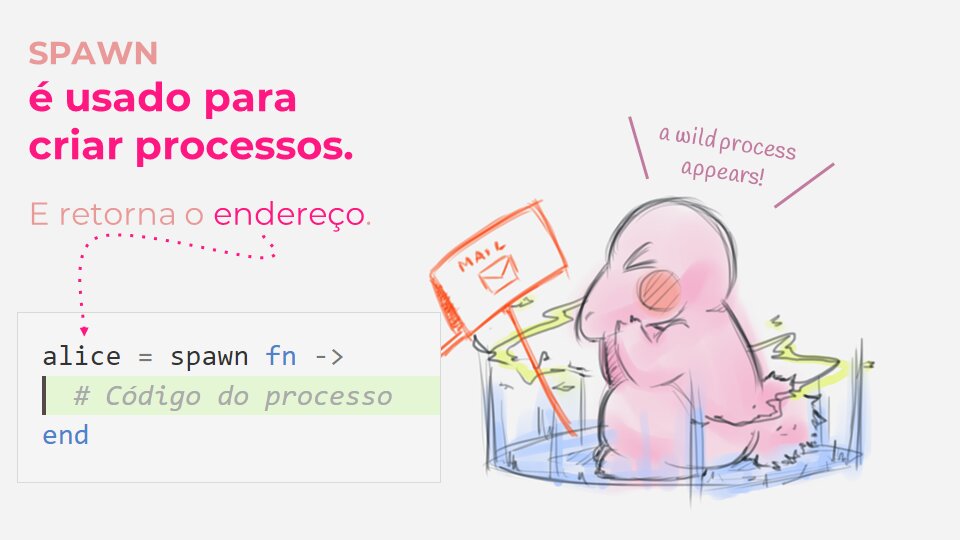 SPAWN
é usado para
criar processos.
E retorna o endereço.
alice = spawn fn ->
# Código do processo
end
a wild process
appears!
MAIL